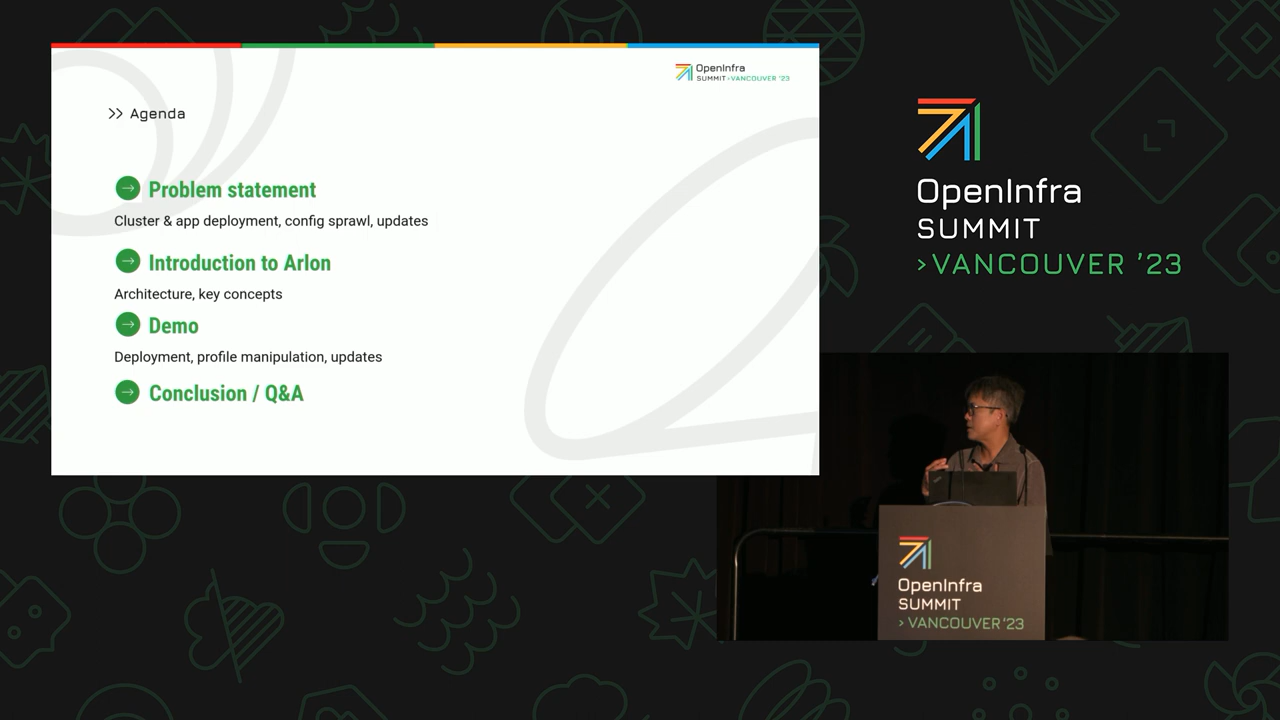 OpenInfra
SUMMIT >VANCOUVER '23
>> Agenda
Problem statement
Cluster & app deployment, config sprawl, updates
Introduction to Arlon
Architecture, key concepts
Demo
Deployment, profile manipulation, updates
Conclusion / Q&A
OpenInfra
SUMMIT
>VANCOUVER '23
OpenInfra
SUMMIT
> VANCOUVER '23